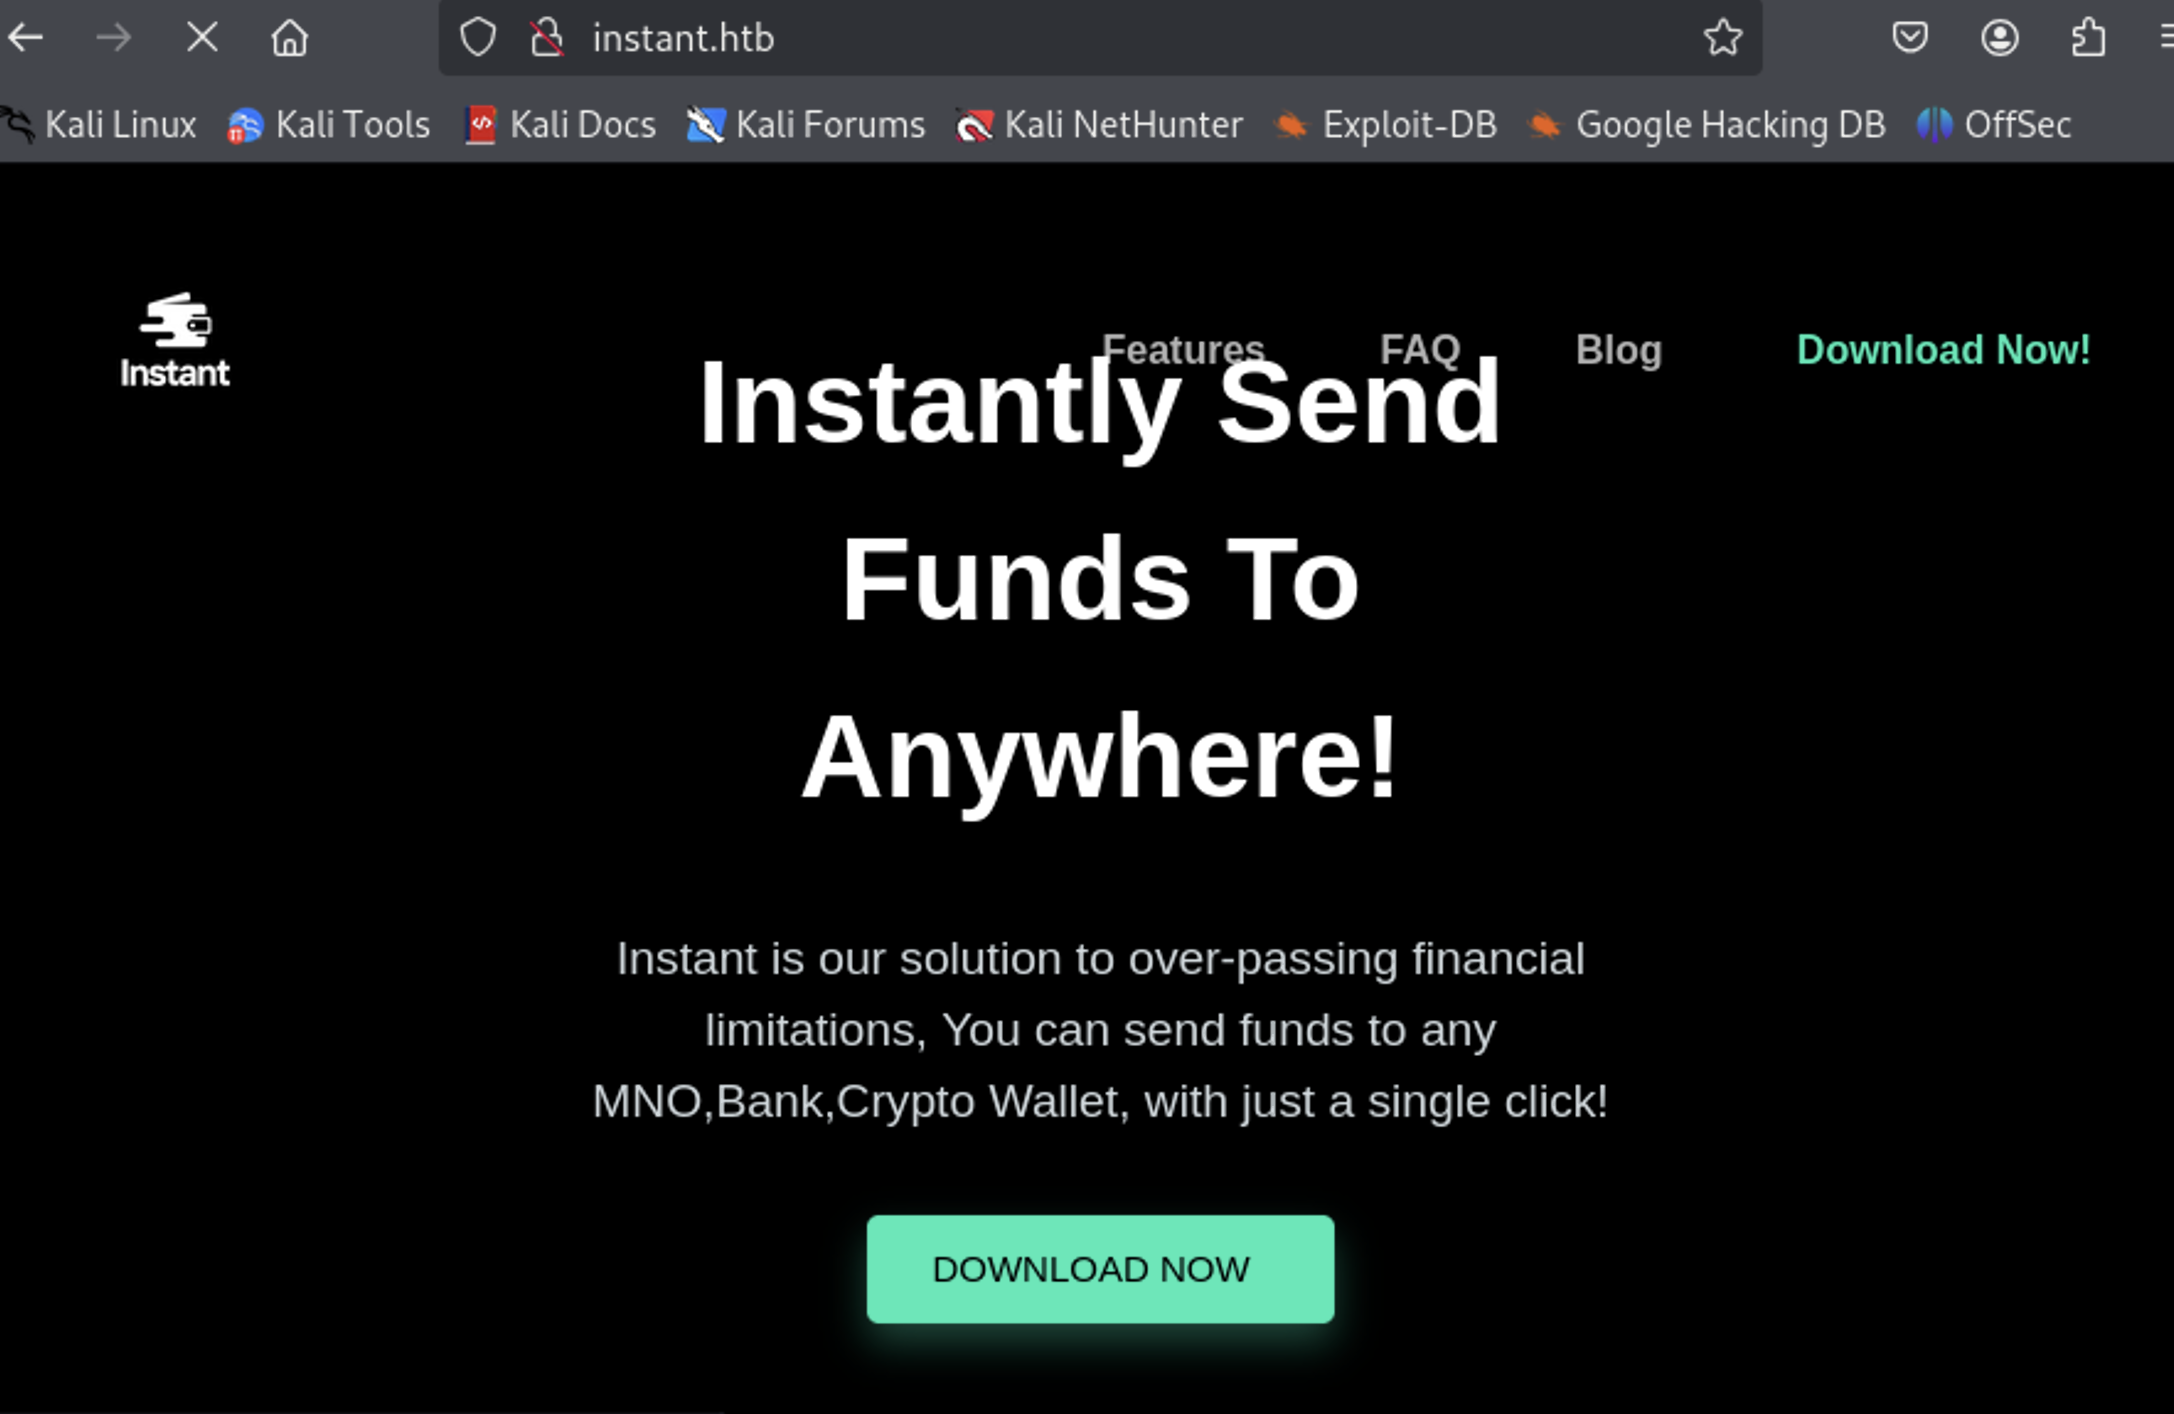 instant.htb
Kali Linux Kali Tools Kali Docs Kali Forums Kali NetHunter Exploit-DB Google Hacking DB OffSec
Instant
Features FAQ Blog Download Now!
Instantly Send
Funds To
Anywhere!
Instant is our solution to over-passing financial
limitations, You can send funds to any
MNO,Bank,Crypto Wallet, with just a single click!
DOWNLOAD NOW